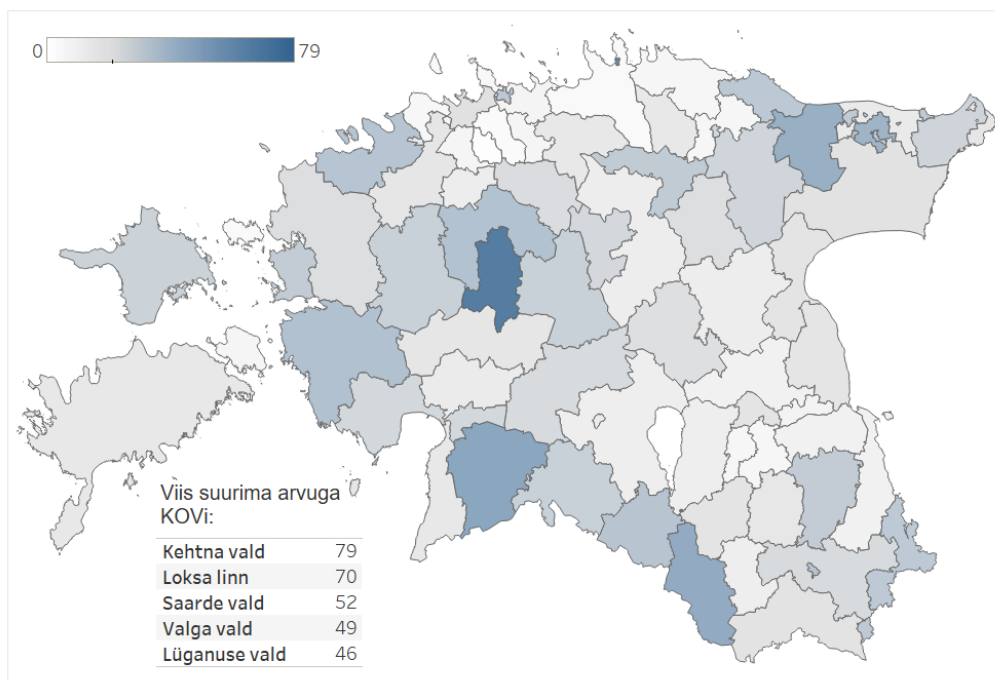 0 79
Viis suurima arvuga
KOVi:
Kehtna vald 79
Loksa linn 70
Saarde vald 52
Valga vald 49
Lüganuse vald 46